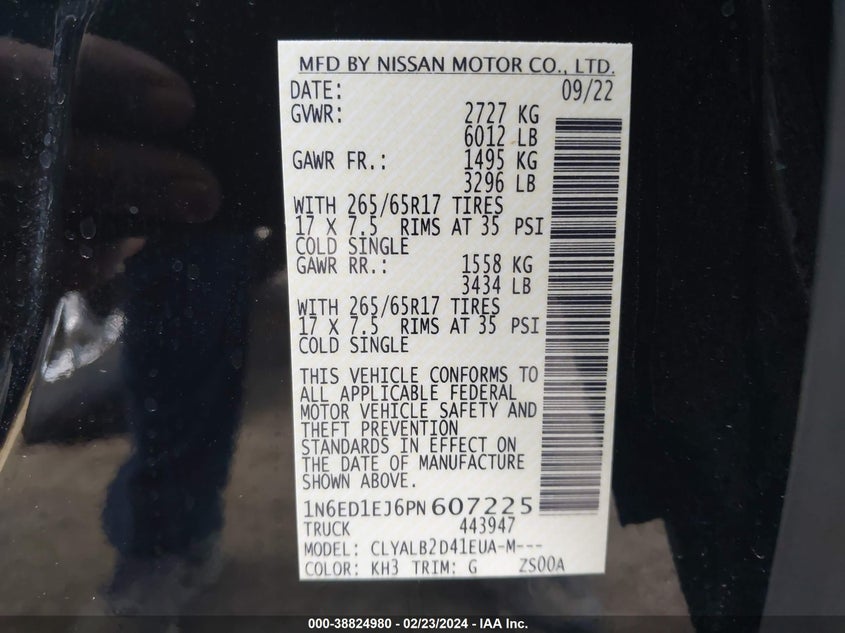 MFD BY NISSAN MOTOR CO., LTD.
DATE: 09/22
GVWR: 2727 KG
6012 LB
GAWR FR.: 1495 KG
3296 LB
WITH 265/65R17 TIRES
17 X 7.5 RIMS AT 35 PSI
COLD SINGLE
GAWR RR.: 1558 KG
3434 LB
WITH 265/65R17 TIRES
17 X 7.5 RIMS AT 35 PSI
COLD SINGLE
THIS VEHICLE CONFORMS TO
ALL APPLICABLE FEDERAL
MOTOR VEHICLE SAFETY AND
THEFT PREVENTION
STANDARDS IN EFFECT ON
THE DATE OF MANUFACTURE
SHOWN ABOVE.
1N6ED1EJ6PN607225
TRUCK 443947
MODEL: CLYALB2D41EUA-M---
COLOR: KH3 TRIM: G ZS00A
000-38824980 - 02/23/2024 - IAA Inc.